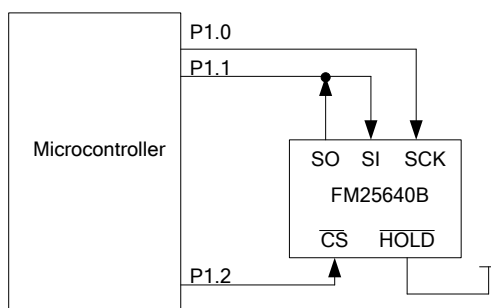 P1.0
P1.1
Microcontroller
SO SI SCK
FM25640B
CS HOLD
P1.2